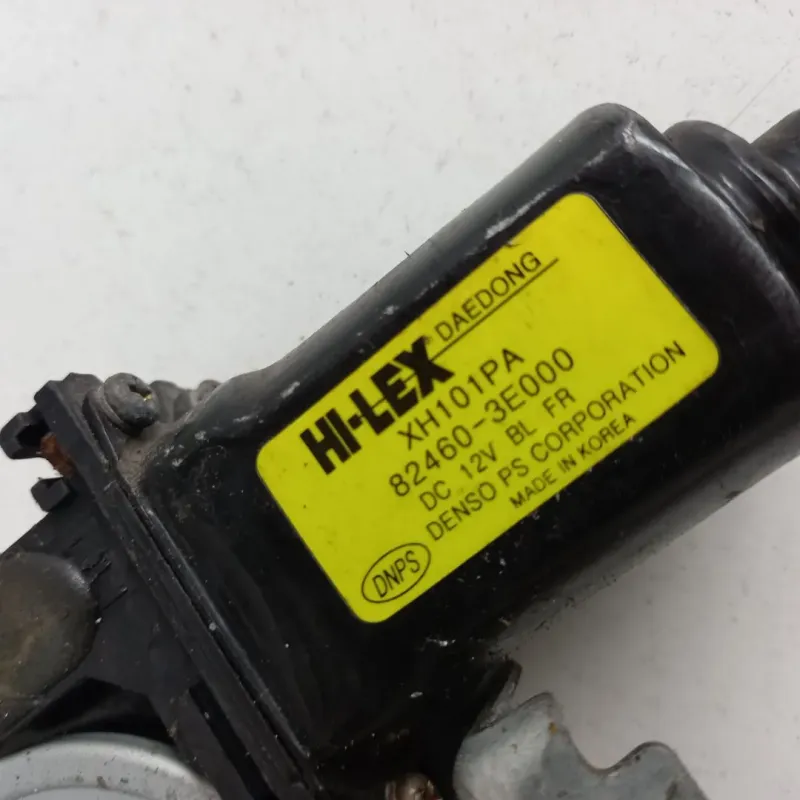 HI-LEX® DAEDONG
XH101PA
82460-3E000
DC 12V BL FR
DENSO PS CORPORATION
DNPS MADE IN KOREA